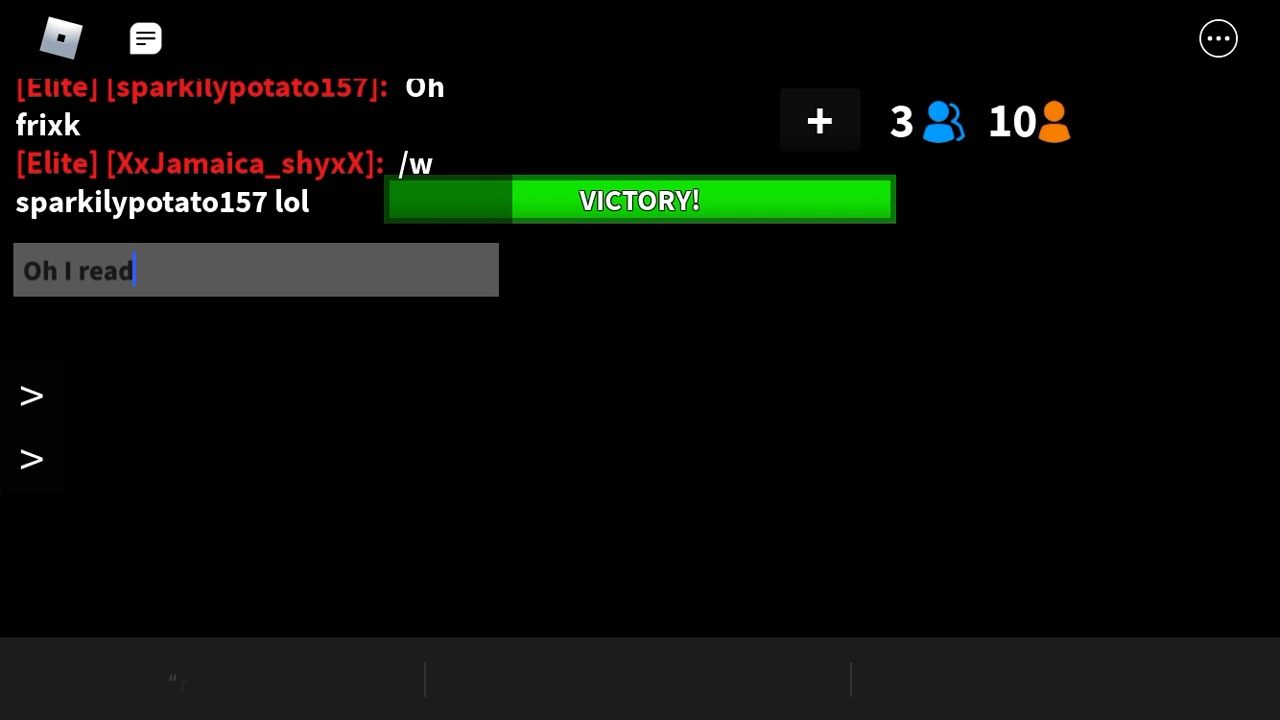 [Elite] [sparkilypotato157]: Oh
frixk
[Elite] [XxJamaica_shyxX]: /w
sparkilypotato157 lol
+ 3 10
VICTORY!
Oh I read
>
>